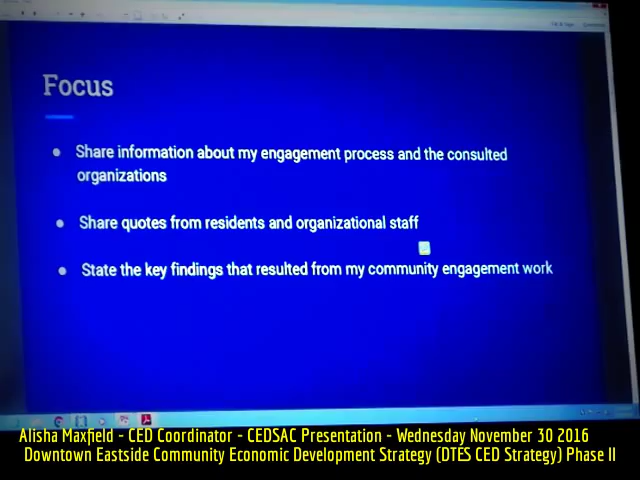 Focus
Share information about my engagement process and the consulted
organizations
Share quotes from residents and organizational staff
State the key findings that resulted from my community engagement work
Alisha Maxfield - CED Coordinator - CEDSAC Presentation - Wednesday November 30 2016
Downtown Eastside Community Economic Development Strategy (DTES CED Strategy) Phase II